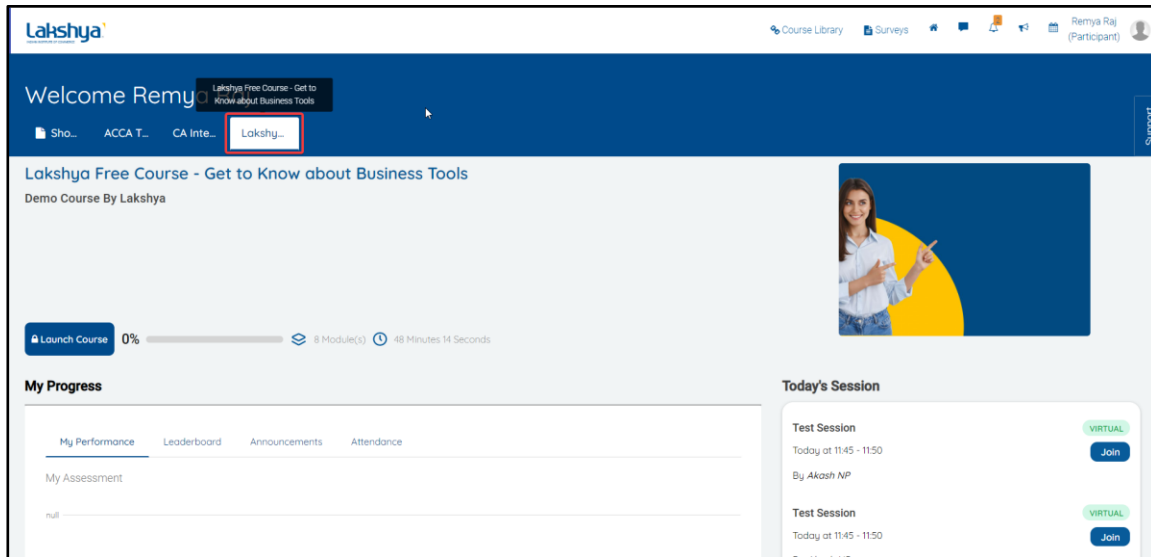 Lakshya
Course Library
Surveys
Remya Raj
(Participant)
Welcome Remya Raj
Lakshya Free Course - Get to
Know about Business Tools
Sho...
ACCA T...
CA Inte...
Lakshy...
Support
Lakshya Free Course - Get to Know about Business Tools
Demo Course By Lakshya
Launch Course
0%
8 Module(s)
48 Minutes 14 Seconds
My Progress
Today's Session
My Performance
Leaderboard
Announcements
Attendance
My Assessment
null
Test Session
VIRTUAL
Today at 11:45 - 11:50
Join
By Akash NP
Test Session
VIRTUAL
Today at 11:45 - 11:50
Join